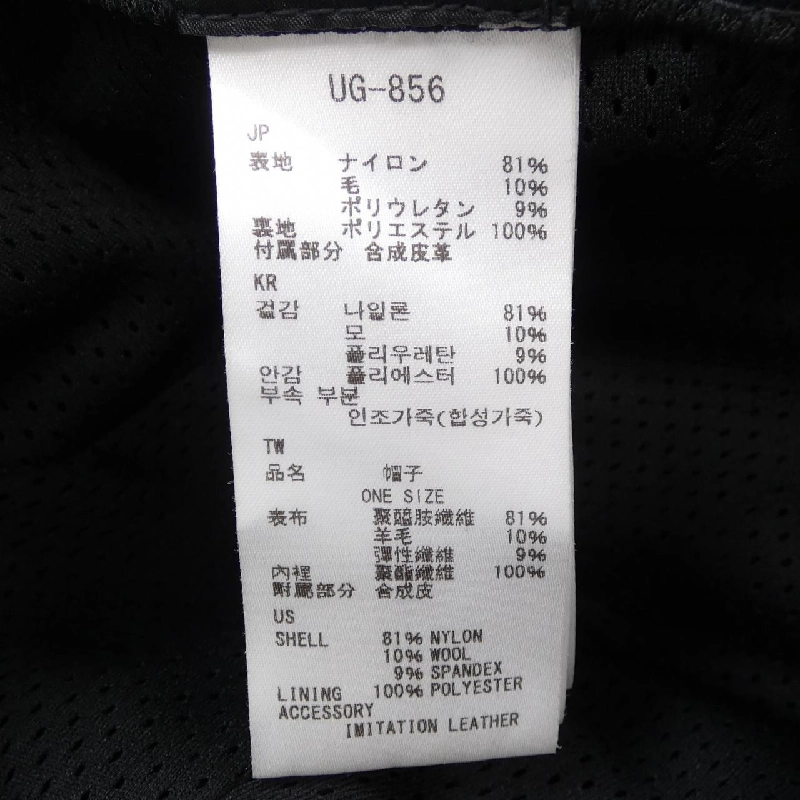 UG-856
JP
表地 ナイロン 81%
毛 10%
ポリウレタン 9%
裏地 ポリエステル 100%
付属部分 合成皮革
KR
겉감 나일론 81%
모 10%
폴리우레탄 9%
안감 폴리에스터 100%
부속 부분
인조가죽(합성가죽)
TW
品名 帽子
ONE SIZE
表布 聚醯胺纖維 81%
羊毛 10%
彈性纖維 9%
內裡 聚酯纖維 100%
附屬部分 合成皮
US
SHELL 81% NYLON
10% WOOL
9% SPANDEX
LINING 100% POLYESTER
ACCESSORY
IMITATION LEATHER